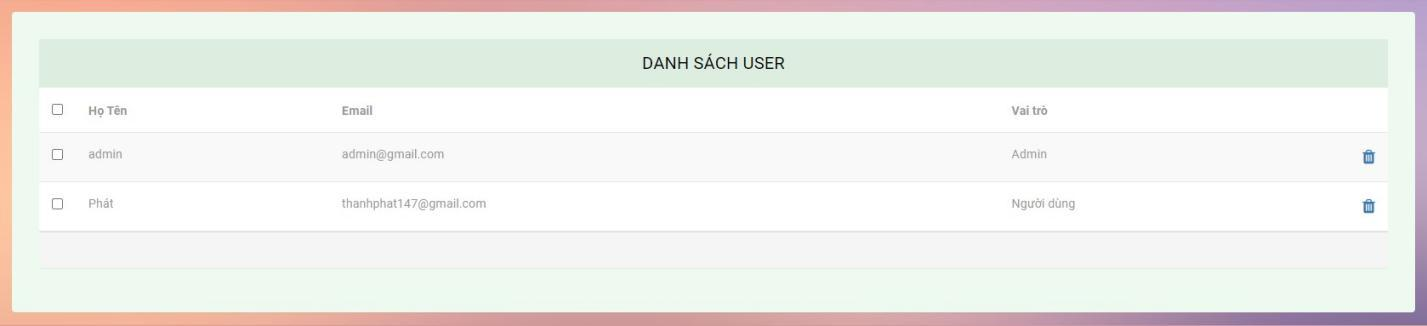 DANH SÁCH USER
Họ Tên Email Vai trò
admin admin@gmail.com Admin
Phát thanhphat147@gmail.com Người dùng